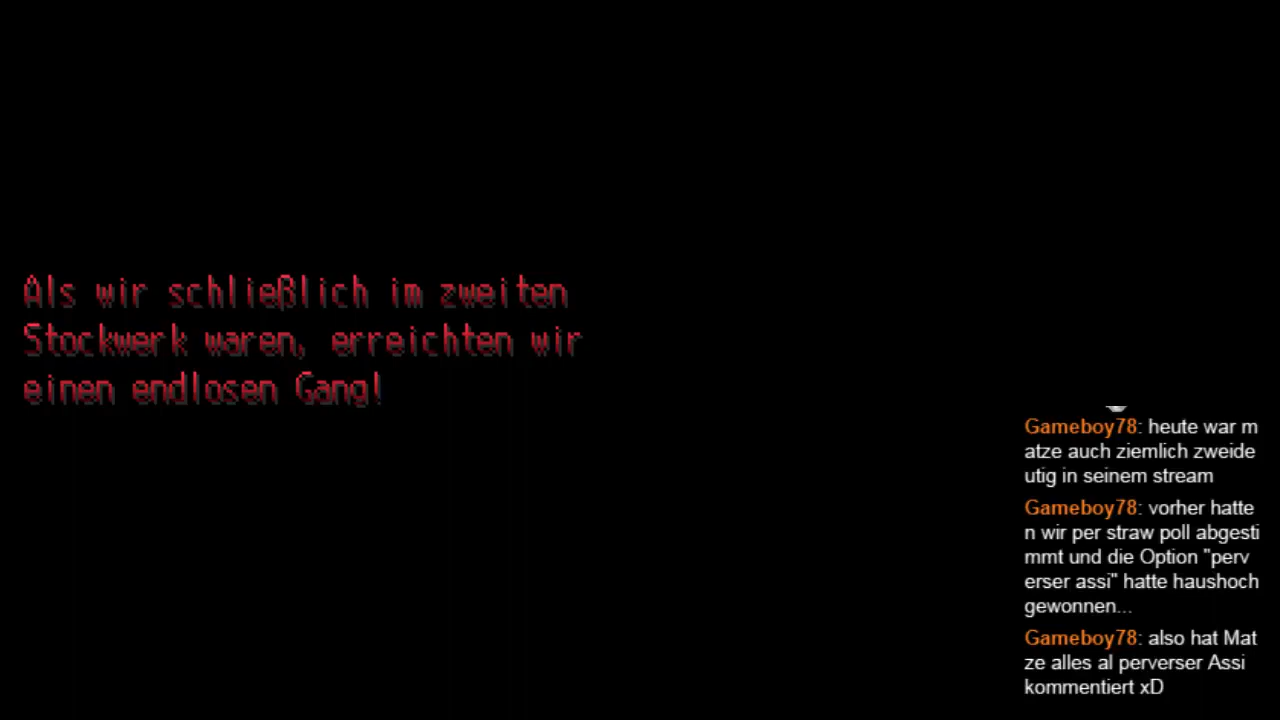 Als wir schließlich im zweiten
Stockwerk waren, erreichten wir
einen endlosen Gang!
Gameboy78: heute war m
atze auch ziemlich zweide
utig in seinem stream
Gameboy78: vorher hatte
n wir per straw poll abgesti
mmt und die Option "perv
erser assi" hatte haushoch
gewonnen...
Gameboy78: also hat Mat
ze alles al perverser Assi
kommentiert xD